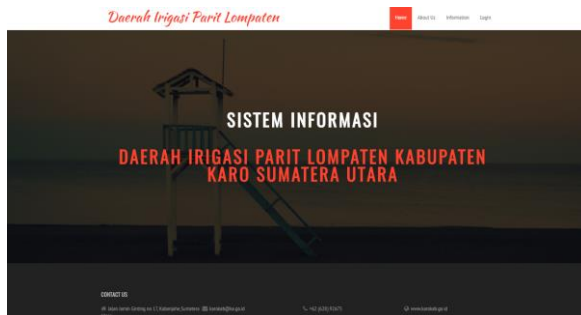 Daerah Irigasi Parit Lompaten
Home About Us Information Login
SISTEM INFORMASI
DAERAH IRIGASI PARIT LOMPATEN KABUPATEN
KARO SUMATERA UTARA
CONTACT US